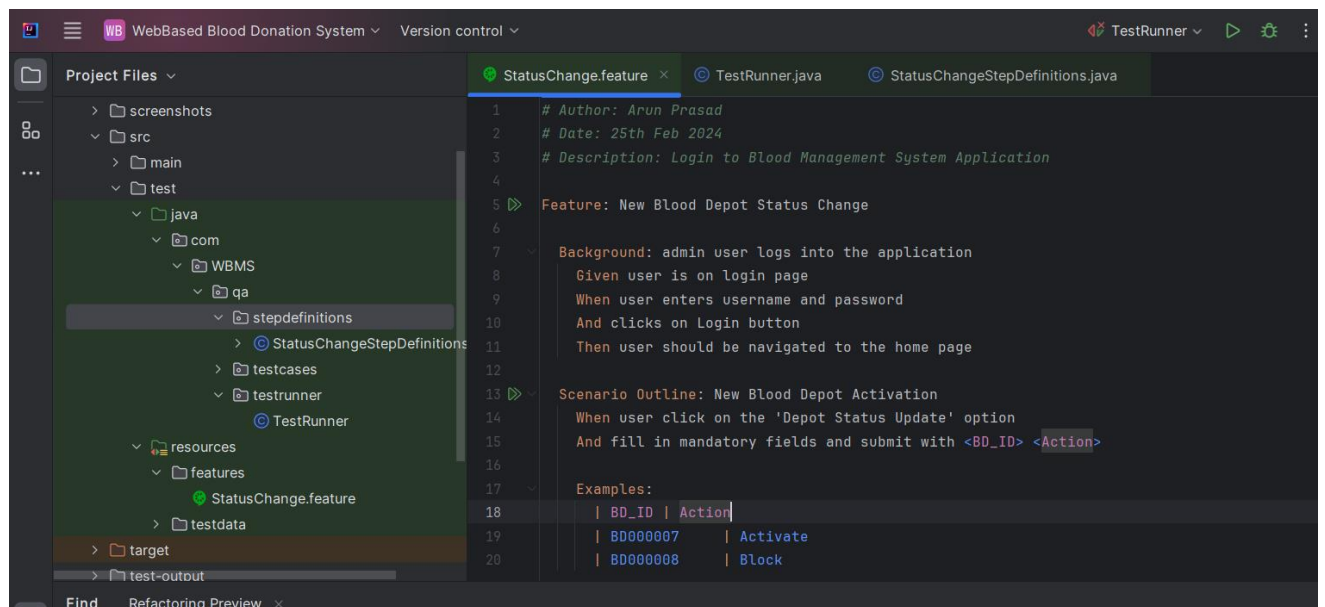 WB WebBased Blood Donation System Version control TestRunner
Project Files
StatusChange.feature × TestRunner.java StatusChangeStepDefinitions.java
screenshots
src
main
test
java
com
WBMS
qa
stepdefinitions
StatusChangeStepDefinitions
testcases
testrunner
TestRunner
resources
features
StatusChange.feature
testdata
target
test-output
1 # Author: Arun Prasad
2 # Date: 25th Feb 2024
3 # Description: Login to Blood Management System Application
4
5 Feature: New Blood Depot Status Change
6
7 Background: admin user logs into the application
8 Given user is on login page
9 When user enters username and password
10 And clicks on Login button
11 Then user should be navigated to the home page
12
13 Scenario Outline: New Blood Depot Activation
14 When user click on the 'Depot Status Update' option
15 And fill in mandatory fields and submit with <BD_ID> <Action>
16
17 Examples:
18 | BD_ID | Action
19 | BD000007 | Activate
20 | BD000008 | Block
Find Refactoring Preview ×